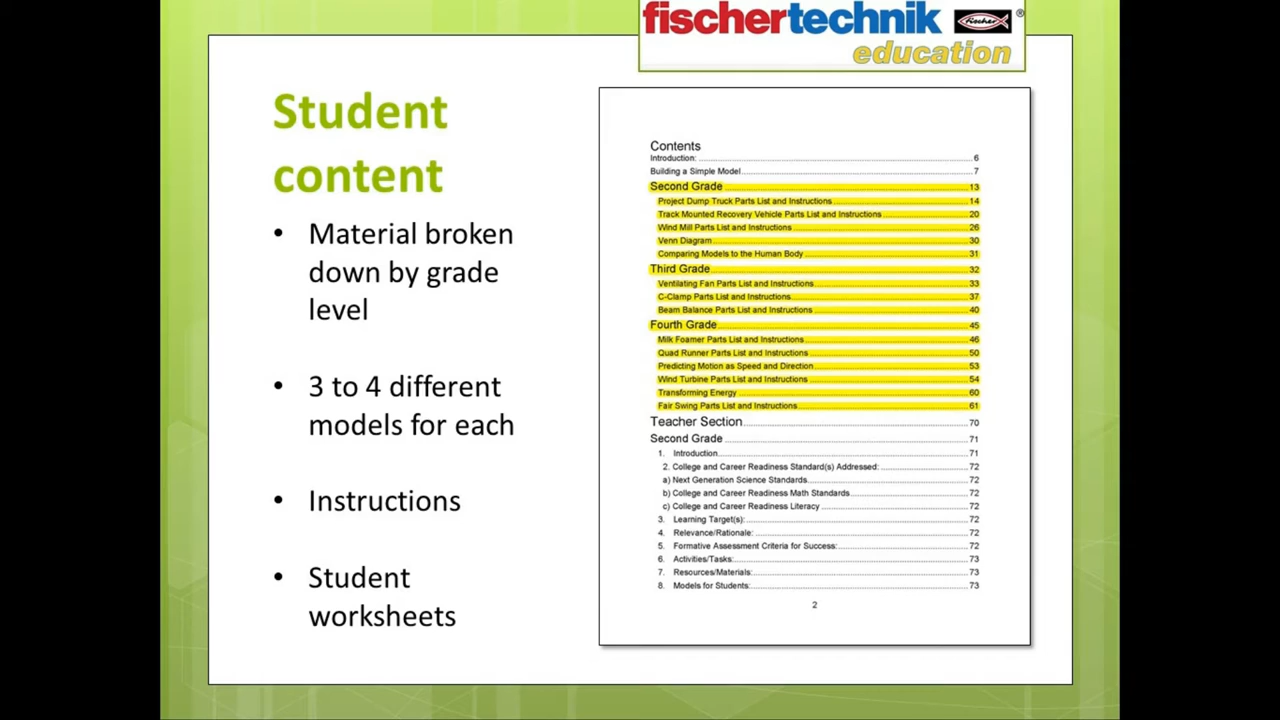 fischertechnik fischer ®
education
Student
content
• Material broken
down by grade
level
• 3 to 4 different
models for each
• Instructions
• Student
worksheets
Contents
Introduction: ........ 6
Building a Simple Model ........ 7
Second Grade ........ 13
Project Dump Truck Parts List and Instructions ........ 14
Track Mounted Recovery Vehicle Parts List and Instructions ........ 20
Wind Mill Parts List and Instructions ........ 26
Venn Diagram ........ 30
Comparing Models to the Human Body ........ 31
Third Grade ........ 32
Ventilating Fan Parts List and Instructions ........ 33
C-Clamp Parts List and Instructions ........ 37
Beam Balance Parts List and Instructions ........ 40
Fourth Grade ........ 45
Milk Foamer Parts List and Instructions ........ 46
Quad Runner Parts List and Instructions ........ 50
Predicting Motion as Speed and Direction ........ 53
Wind Turbine Parts List and Instructions ........ 54
Transforming Energy ........ 60
Fair Swing Parts List and Instructions ........ 61
Teacher Section ........ 70
Second Grade ........ 71
1. Introduction ........ 71
2. College and Career Readiness Standard(s) Addressed: ........ 72
a) Next Generation Science Standards ........ 72
b) College and Career Readiness Math Standards ........ 72
c) College and Career Readiness Literacy ........ 72
3. Learning Target(s): ........ 72
4. Relevance/Rationale: ........ 72
5. Formative Assessment Criteria for Success: ........ 72
6. Activities/Tasks: ........ 73
7. Resources/Materials: ........ 73
8. Models for Students: ........ 73
2